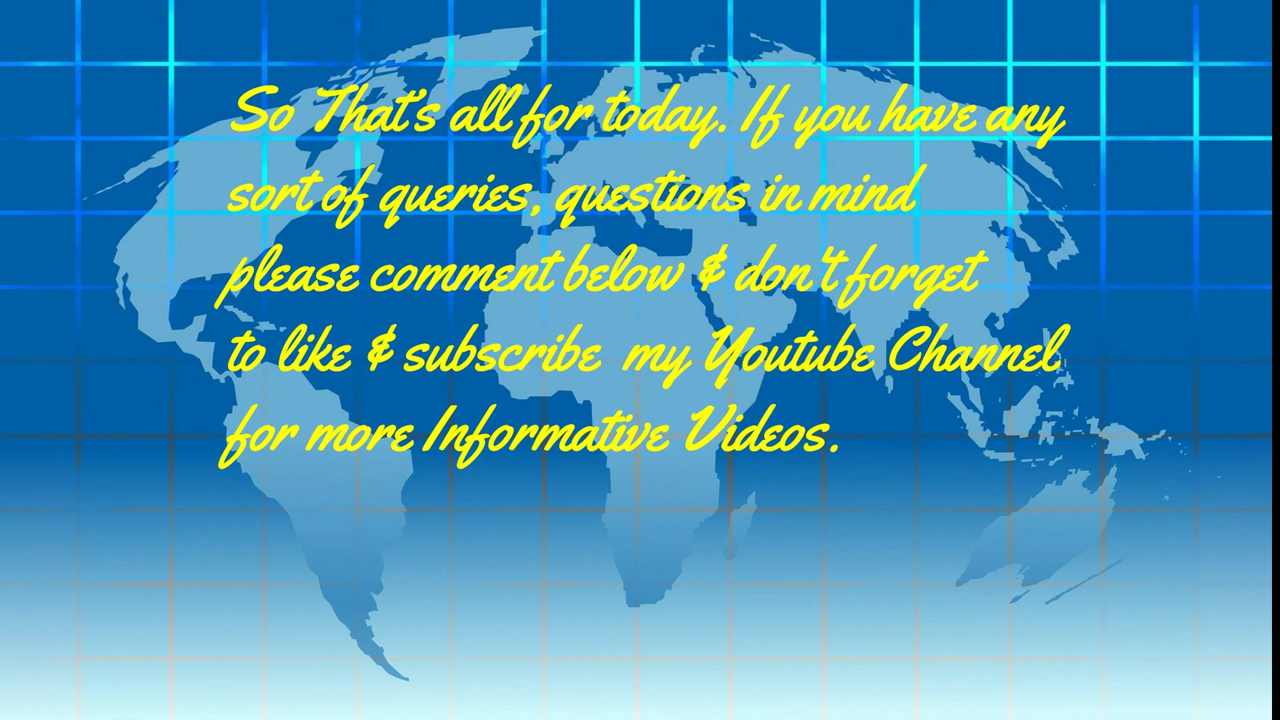 So That's all for today. If you have any
sort of queries, questions in mind
please comment below & don't forget
to like & subscribe my Youtube Channel
for more Informative Videos.